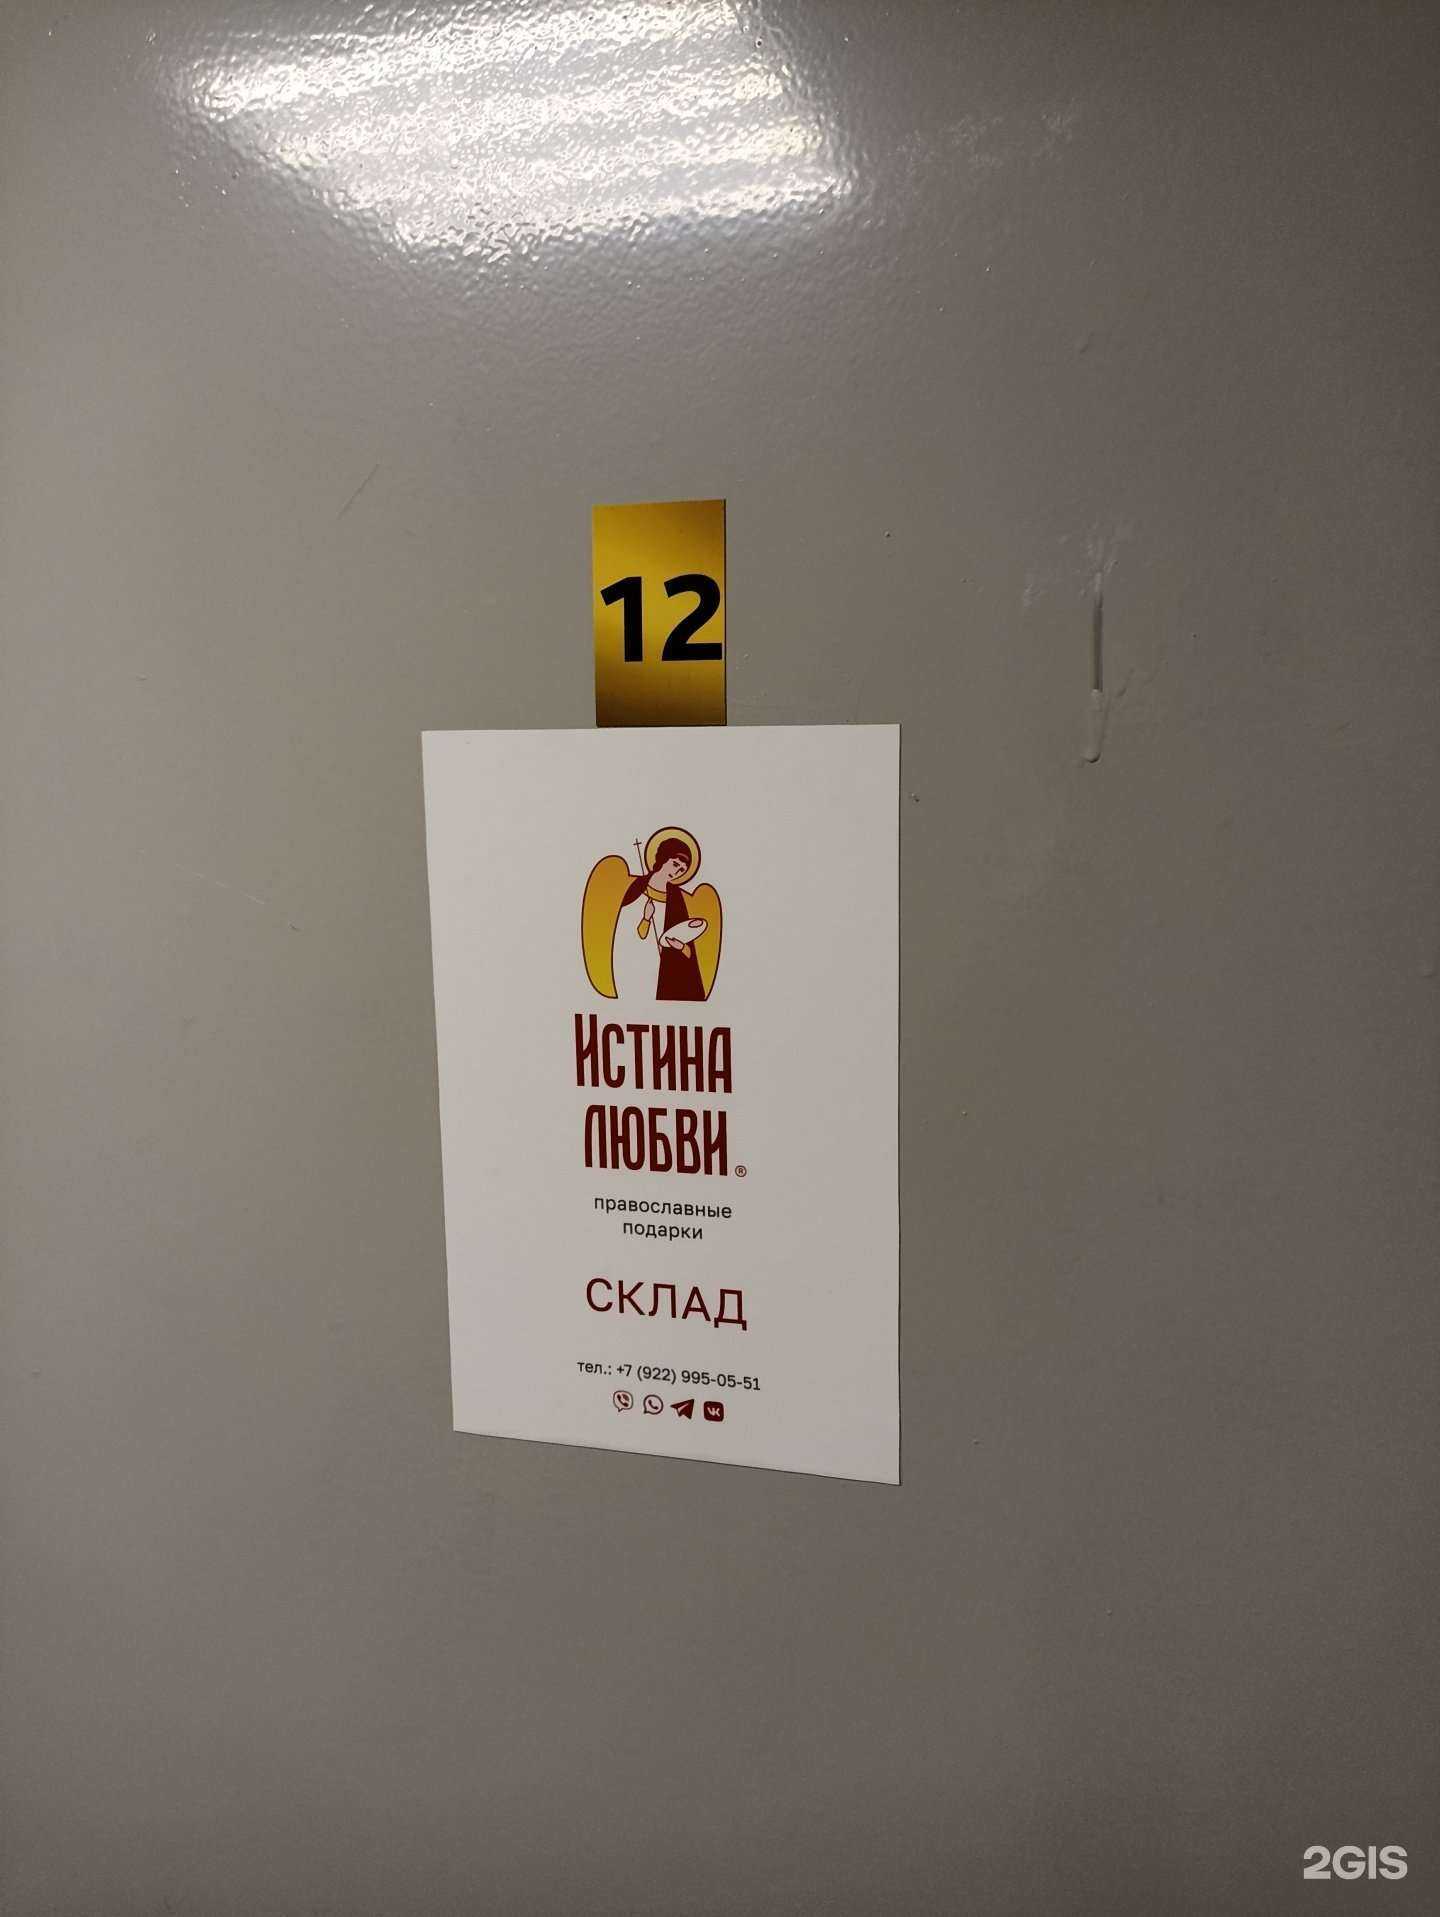 12
ИСТИНА
ЛЮБВИ ®
православные
подарки
СКЛАД
тел.: +7 (922) 995-05-51
2GIS